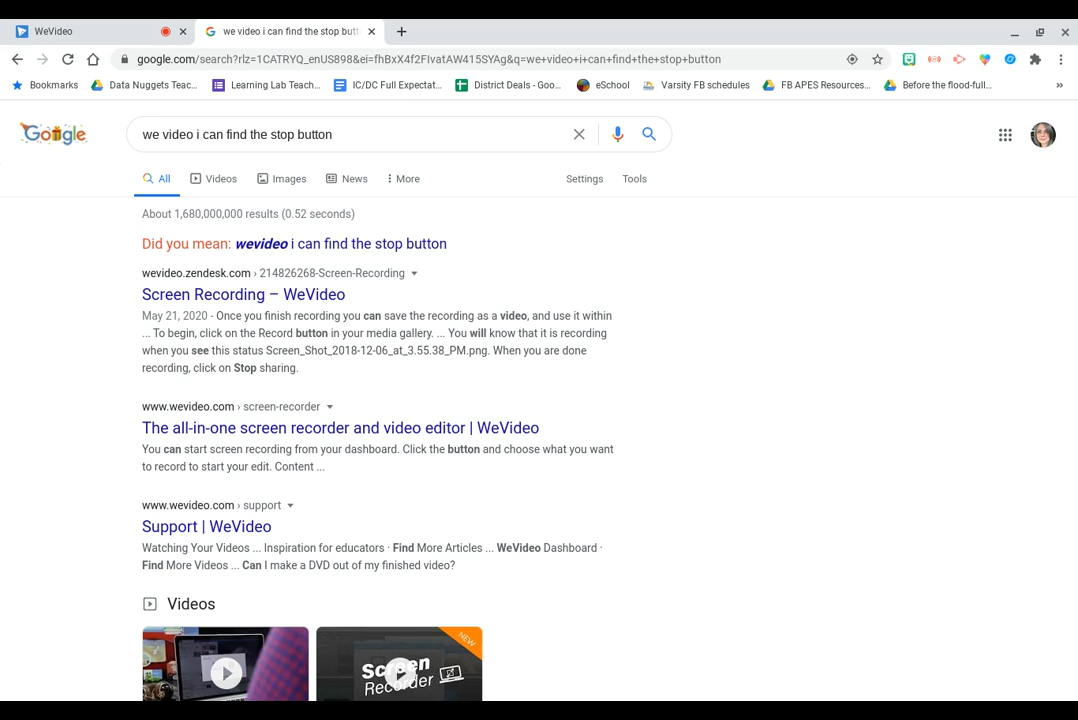 WeVideo
we video i can find the stop butt
google.com/search?rlz=1CATRYQ_enUS898&ei=fhBxX4f2FIvatAW415SYAg&q=we+video+i+can+find+the+stop+button
Bookmarks Data Nuggets Teac... Learning Lab Teach... IC/DC Full Expectat... District Deals - Goo... eSchool Varsity FB schedules FB APES Resources... Before the flood-full... »
Google
we video i can find the stop button
All Videos Images News More Settings Tools
About 1,680,000,000 results (0.52 seconds)
Did you mean: wevideo i can find the stop button
wevideo.zendesk.com › 214826268-Screen-Recording
Screen Recording – WeVideo
May 21, 2020 - Once you finish recording you can save the recording as a video, and use it within
... To begin, click on the Record button in your media gallery. ... You will know that it is recording
when you see this status Screen_Shot_2018-12-06_at_3.55.38_PM.png. When you are done
recording, click on Stop sharing.
www.wevideo.com › screen-recorder
The all-in-one screen recorder and video editor | WeVideo
You can start screen recording from your dashboard. Click the button and choose what you want
to record to start your edit. Content ...
www.wevideo.com › support
Support | WeVideo
Watching Your Videos ... Inspiration for educators · Find More Articles ... WeVideo Dashboard ·
Find More Videos ... Can I make a DVD out of my finished video?
Videos
NEW
Screen
Recorder